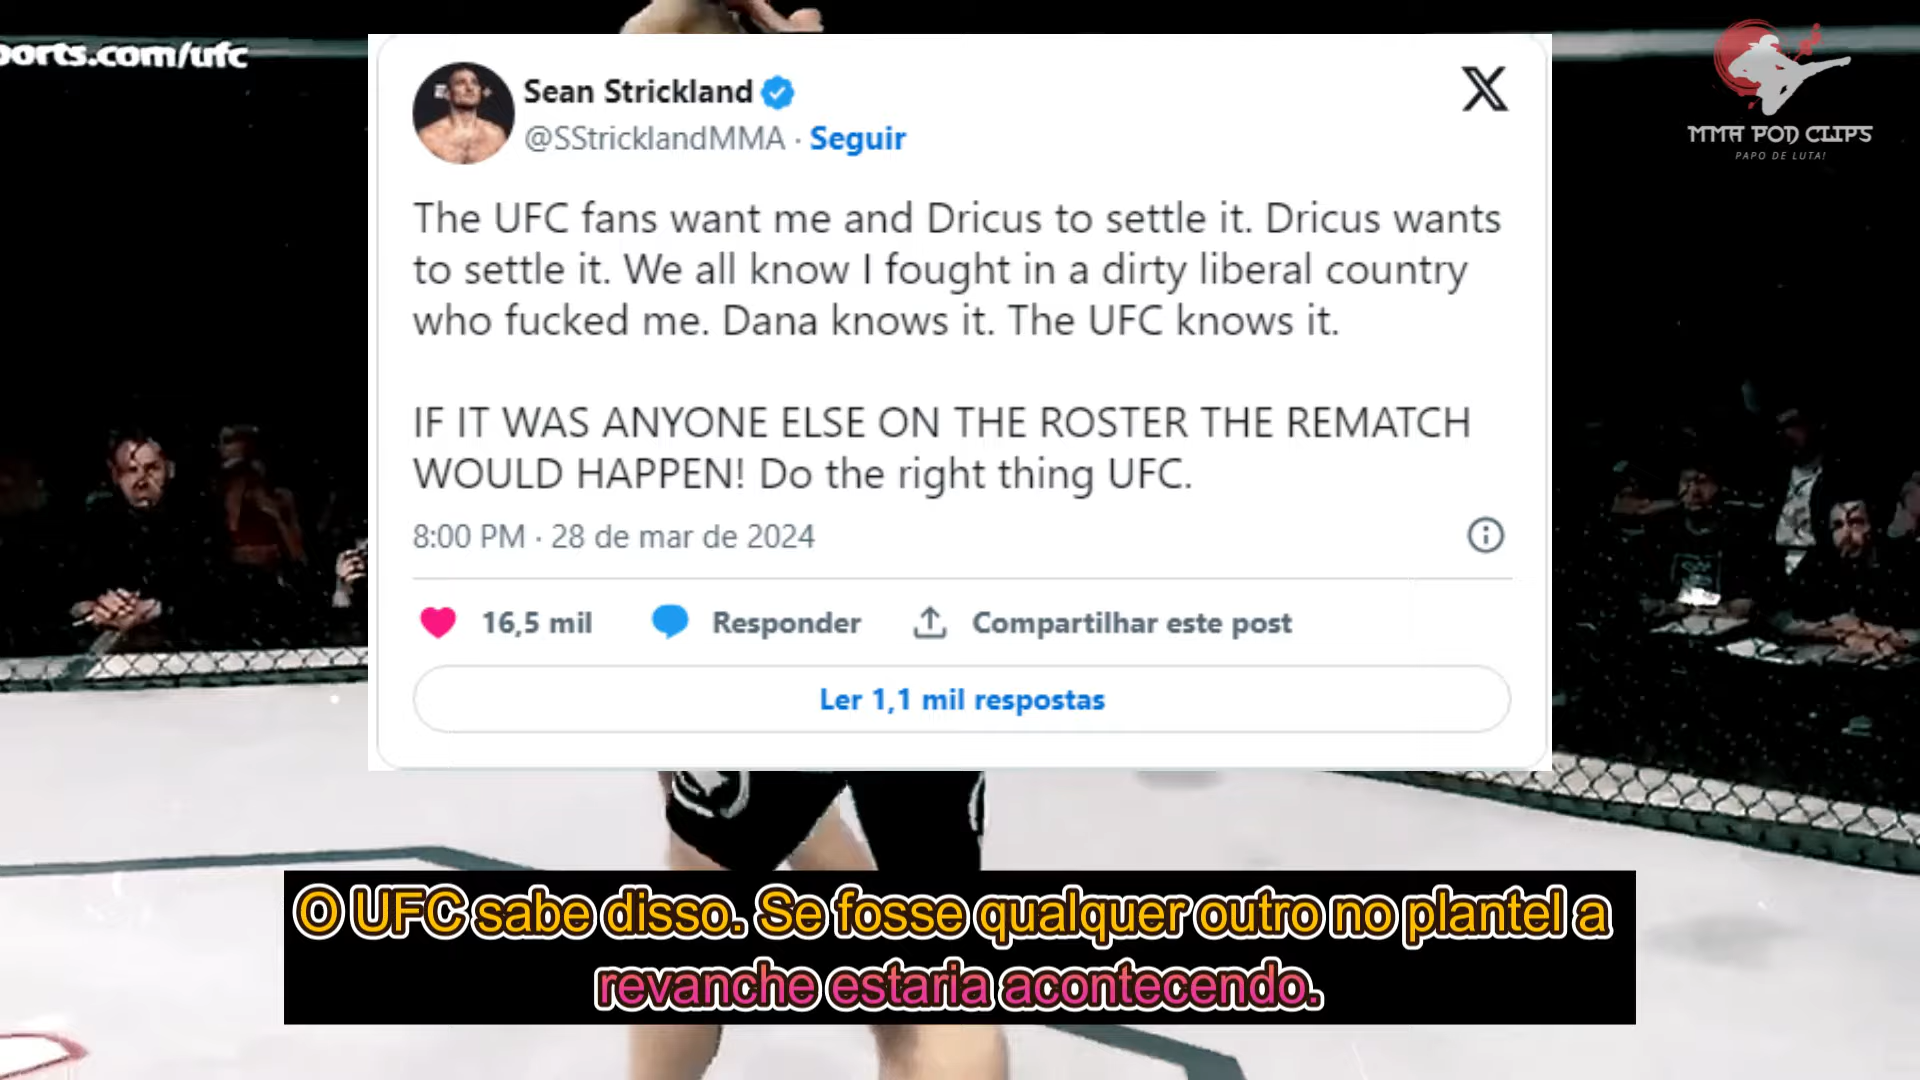 ports.com/ufc
MMA POD CLIPS
PAPO DE LUTA!
Sean Strickland
@SStricklandMMA · Seguir
The UFC fans want me and Dricus to settle it. Dricus wants
to settle it. We all know I fought in a dirty liberal country
who fucked me. Dana knows it. The UFC knows it.
IF IT WAS ANYONE ELSE ON THE ROSTER THE REMATCH
WOULD HAPPEN! Do the right thing UFC.
8:00 PM · 28 de mar de 2024
16,5 mil Responder Compartilhar este post
Ler 1,1 mil respostas
O UFC sabe disso. Se fosse qualquer outro no plantel a
revanche estaria acontecendo.